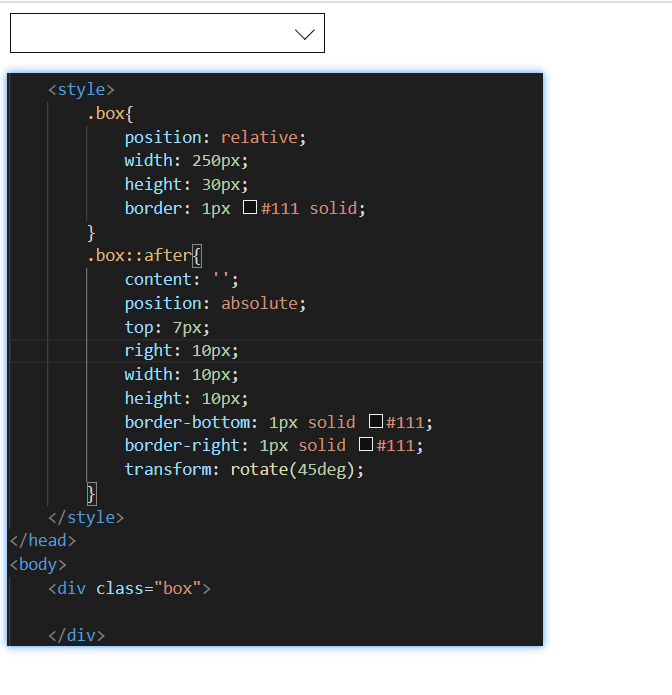 <style>
.box{
position: relative;
width: 250px;
height: 30px;
border: 1px #111 solid;
}
.box::after{
content: '';
position: absolute;
top: 7px;
right: 10px;
width: 10px;
height: 10px;
border-bottom: 1px solid #111;
border-right: 1px solid #111;
transform: rotate(45deg);
}
</style>
</head>
<body>
<div class="box">
</div>